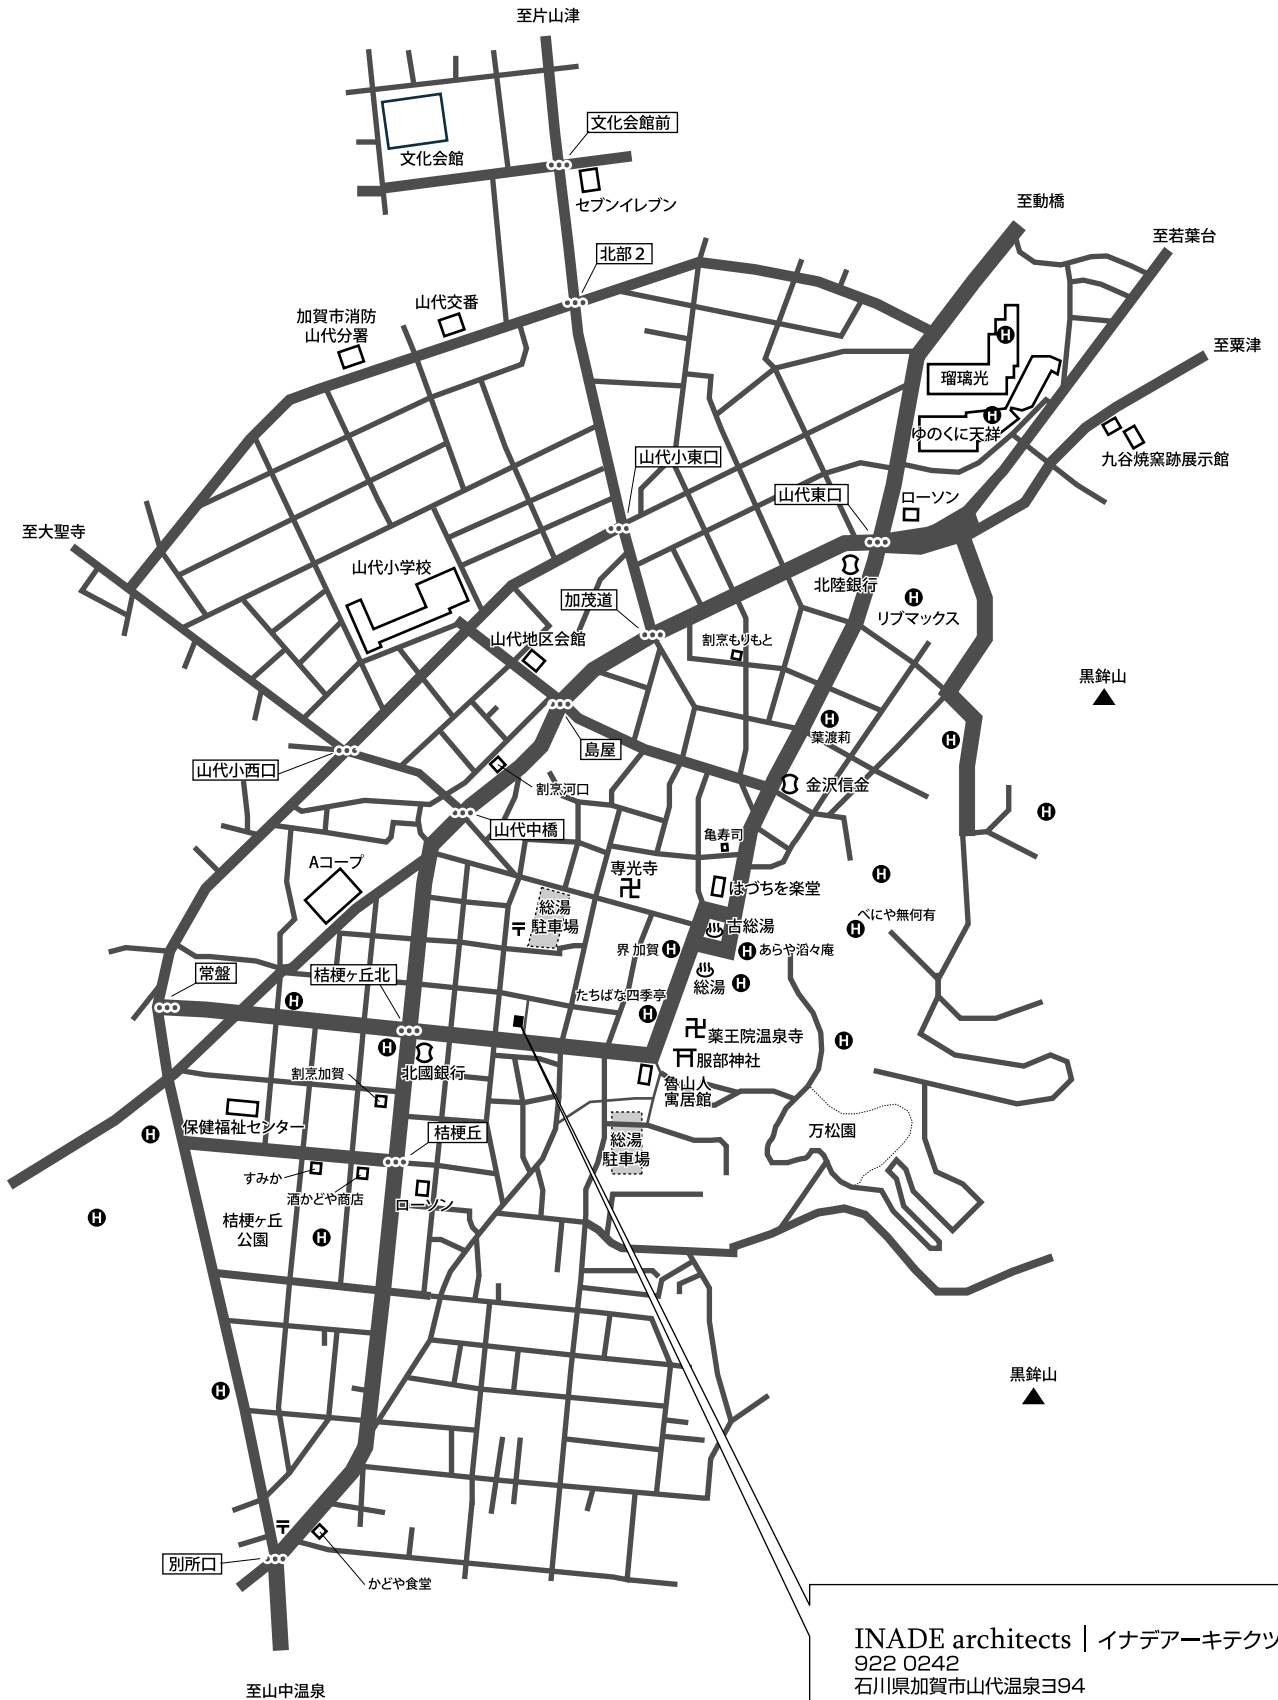 至片山津
文化会館前
文化会館
セブンイレブン
至動橋
至若葉台
北部2
山代交番
加賀市消防
山代分署
至粟津
瑠璃光
ゆのくに天祥
九谷焼窯跡展示館
山代小東口
山代東口
ローソン
至大聖寺
山代小学校
北陸銀行
加茂道
リブマックス
山代地区会館
割烹もりもと
黒鉾山
葉渡莉
島屋
山代小西口
割烹河口
金沢信金
山代中橋
亀寿司
Aコープ
専光寺
はづちを楽堂
総湯
駐車場
べにや無何有
古総湯
界 加賀
あらや滔々庵
常盤
桔梗ヶ丘北
総湯
たちばな四季亭
薬王院温泉寺
服部神社
北國銀行
割烹加賀
魯山人
寓居館
保健福祉センター
桔梗丘
万松園
総湯
駐車場
すみか
酒かどや商店
ローソン
桔梗ヶ丘
公園
黒鉾山
別所口
かどや食堂
至山中温泉
INADE architects | イナデアーキテクツ
922 0242
石川県加賀市山代温泉ヨ94